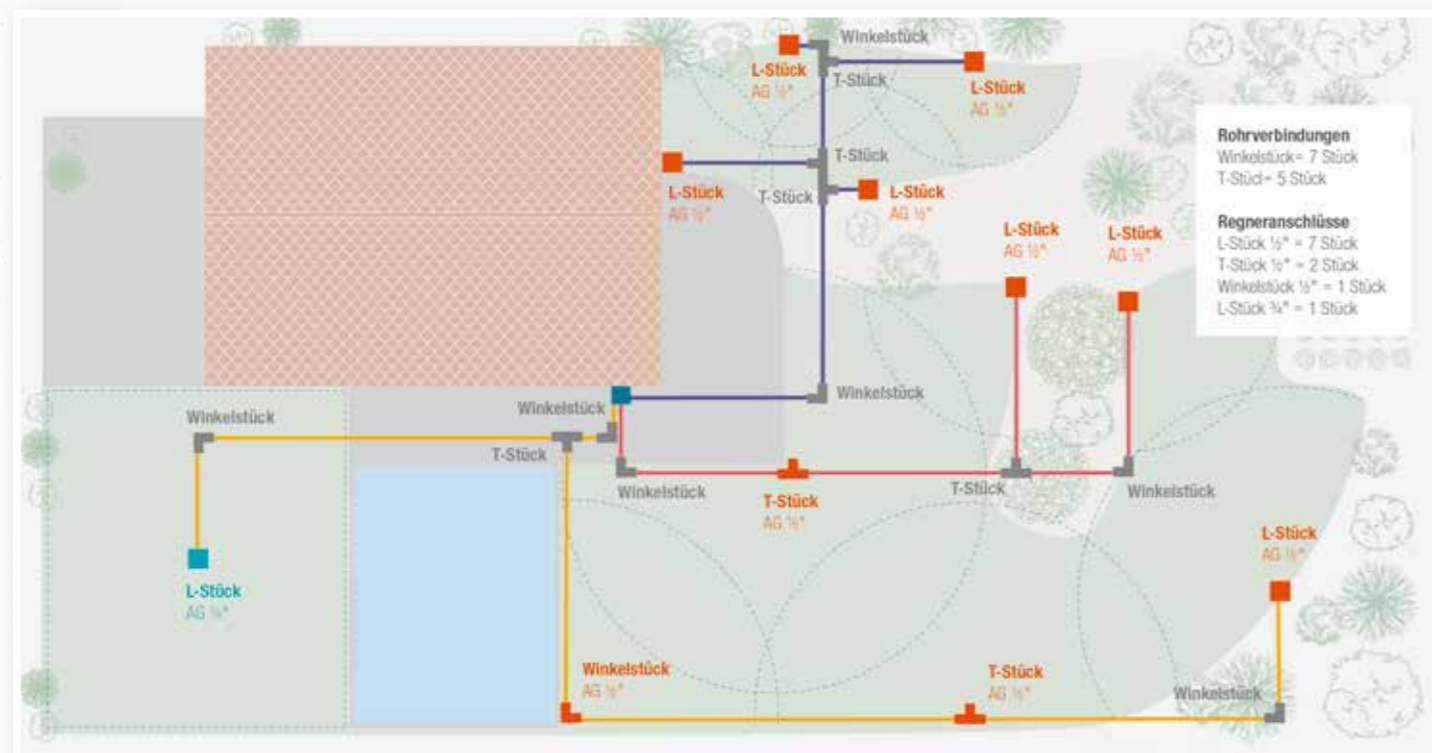 Winkelstück
L-Stück
AG ½"
T-Stück
L-Stück
AG ½"
T-Stück
L-Stück
AG ½"
T-Stück
L-Stück
AG ½"
L-Stück
AG ½"
L-Stück
AG ½"
Rohrverbindungen
Winkelstück= 7 Stück
T-Stücl= 5 Stück
Regneranschlüsse
L-Stück ½" = 7 Stück
T-Stück ½" = 2 Stück
Winkelstück ½" = 1 Stück
L-Stück ¾" = 1 Stück
Winkelstück
Winkelstück
Winkelstück
T-Stück
Winkelstück
T-Stück
AG ½"
T-Stück
Winkelstück
L-Stück
AG ¾"
L-Stück
AG ½"
Winkelstück
AG ½"
T-Stück
AG ½"
Winkelstück